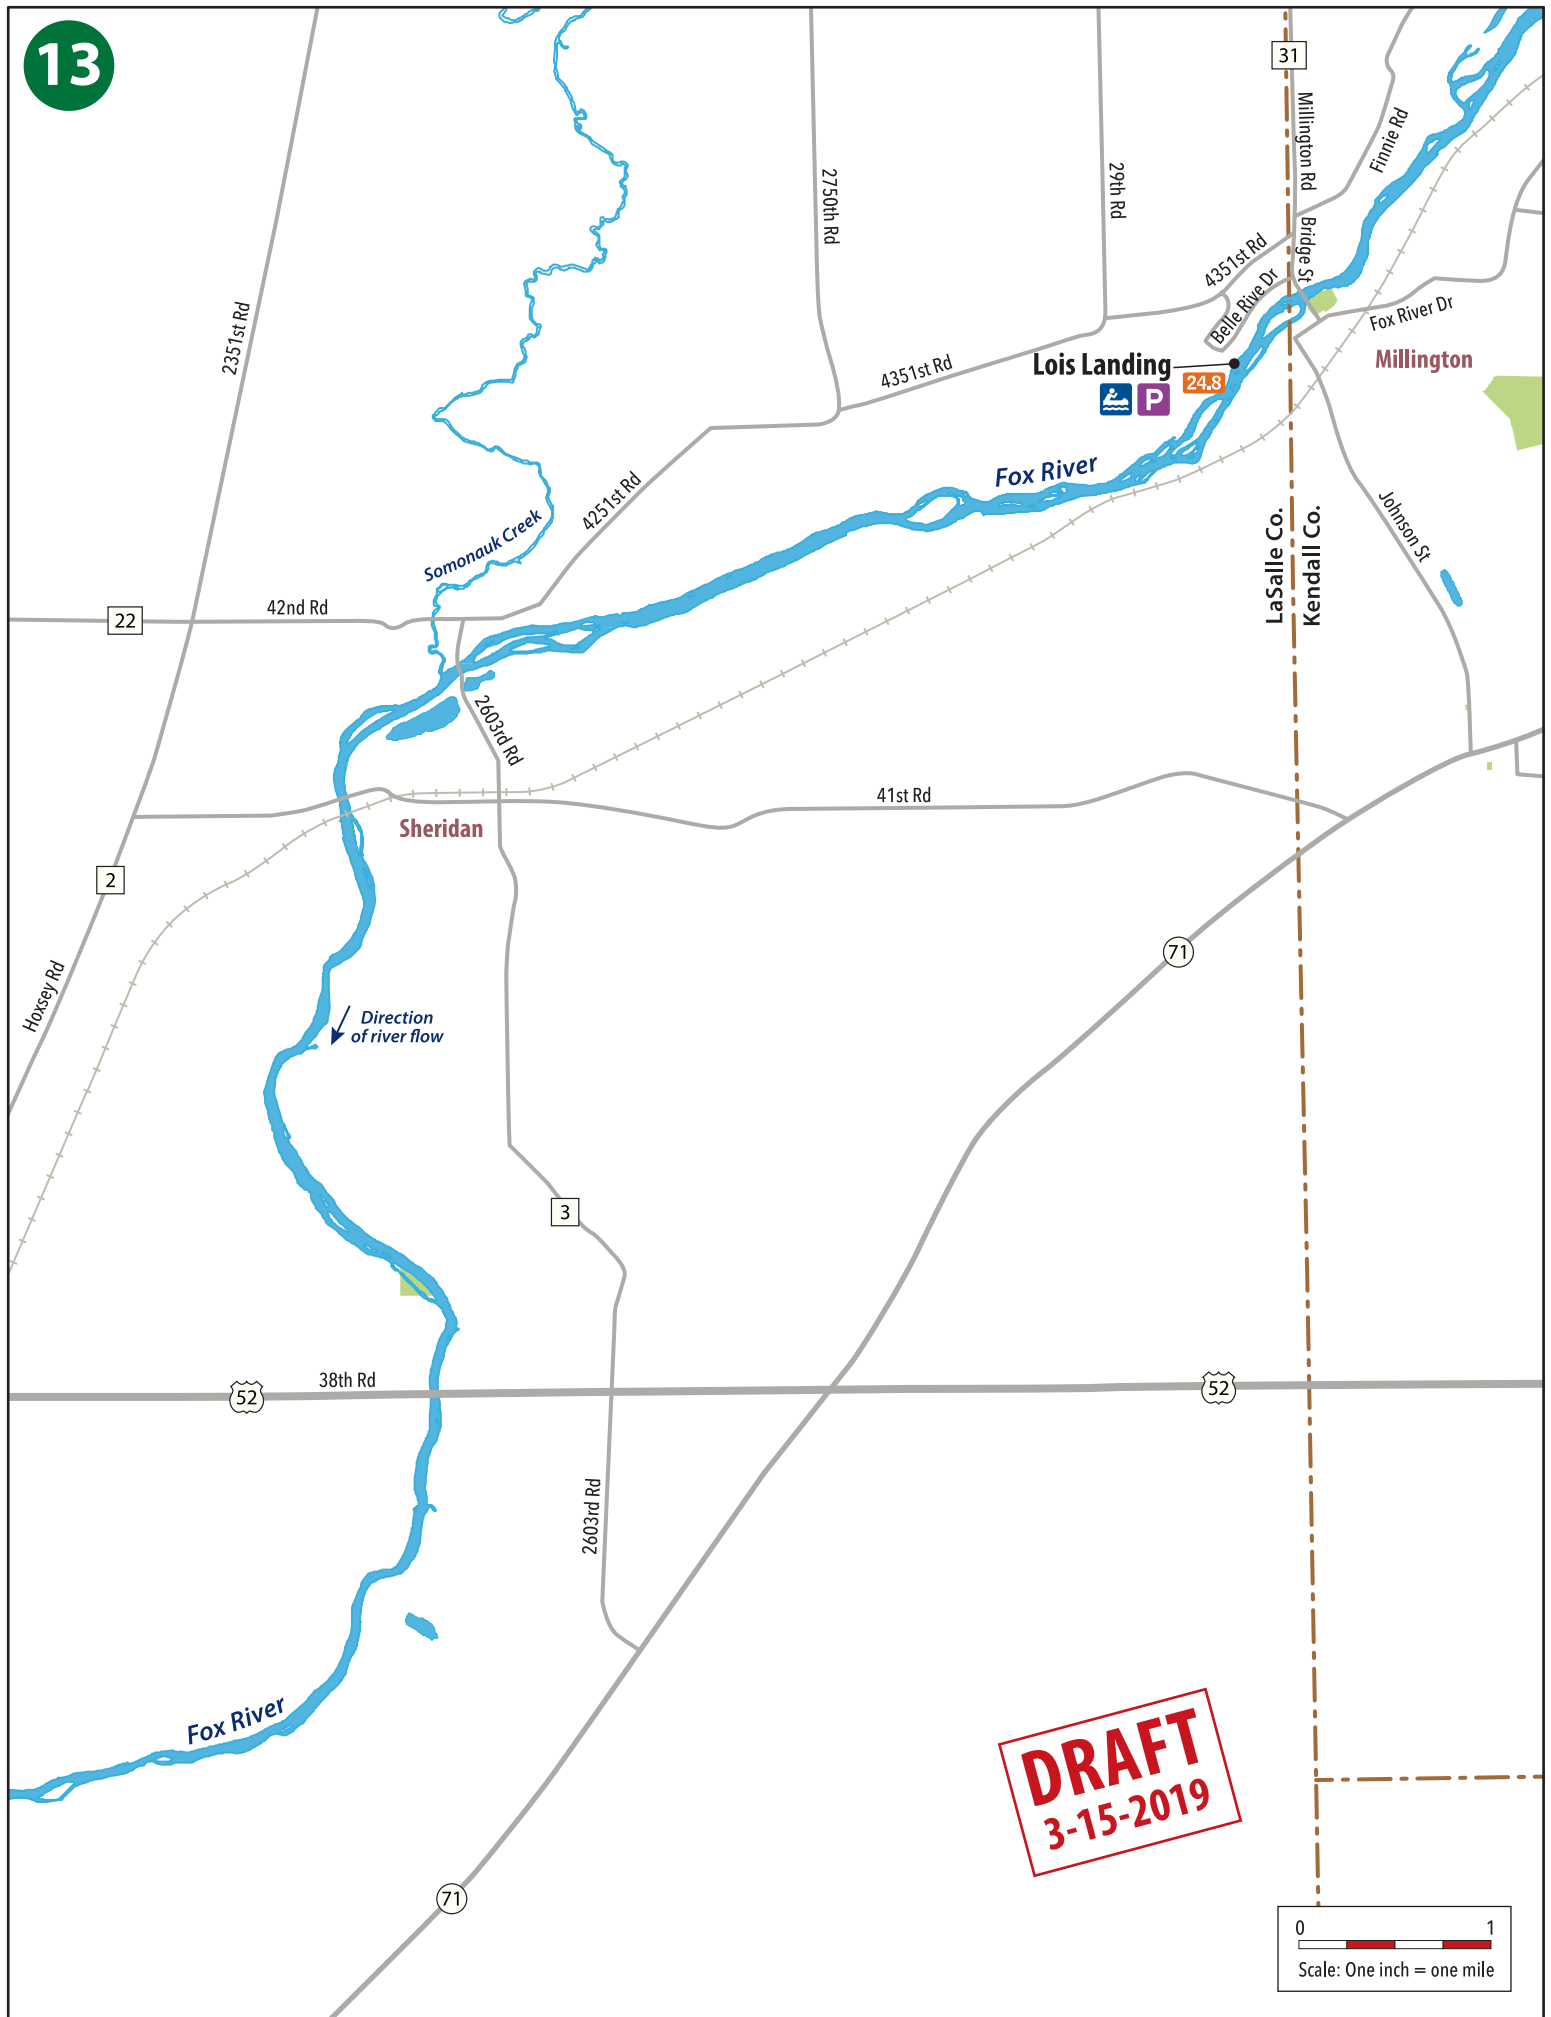 13
31
Millington Rd
Finnie Rd
2750th Rd
29th Rd
Bridge St
4351st Rd
Belle Rive Dr
2351st Rd
Fox River Dr
Millington
Lois Landing
24.8
P
4351st Rd
Fox River
4251st Rd
Somonauk Creek
Johnson St
LaSalle Co.
Kendall Co.
22
42nd Rd
2603rd Rd
41st Rd
Sheridan
2
71
Hoxsey Rd
Direction
of river flow
3
38th Rd
52
52
2603rd Rd
Fox River
DRAFT
3-15-2019
71
0 1
Scale: One inch = one mile